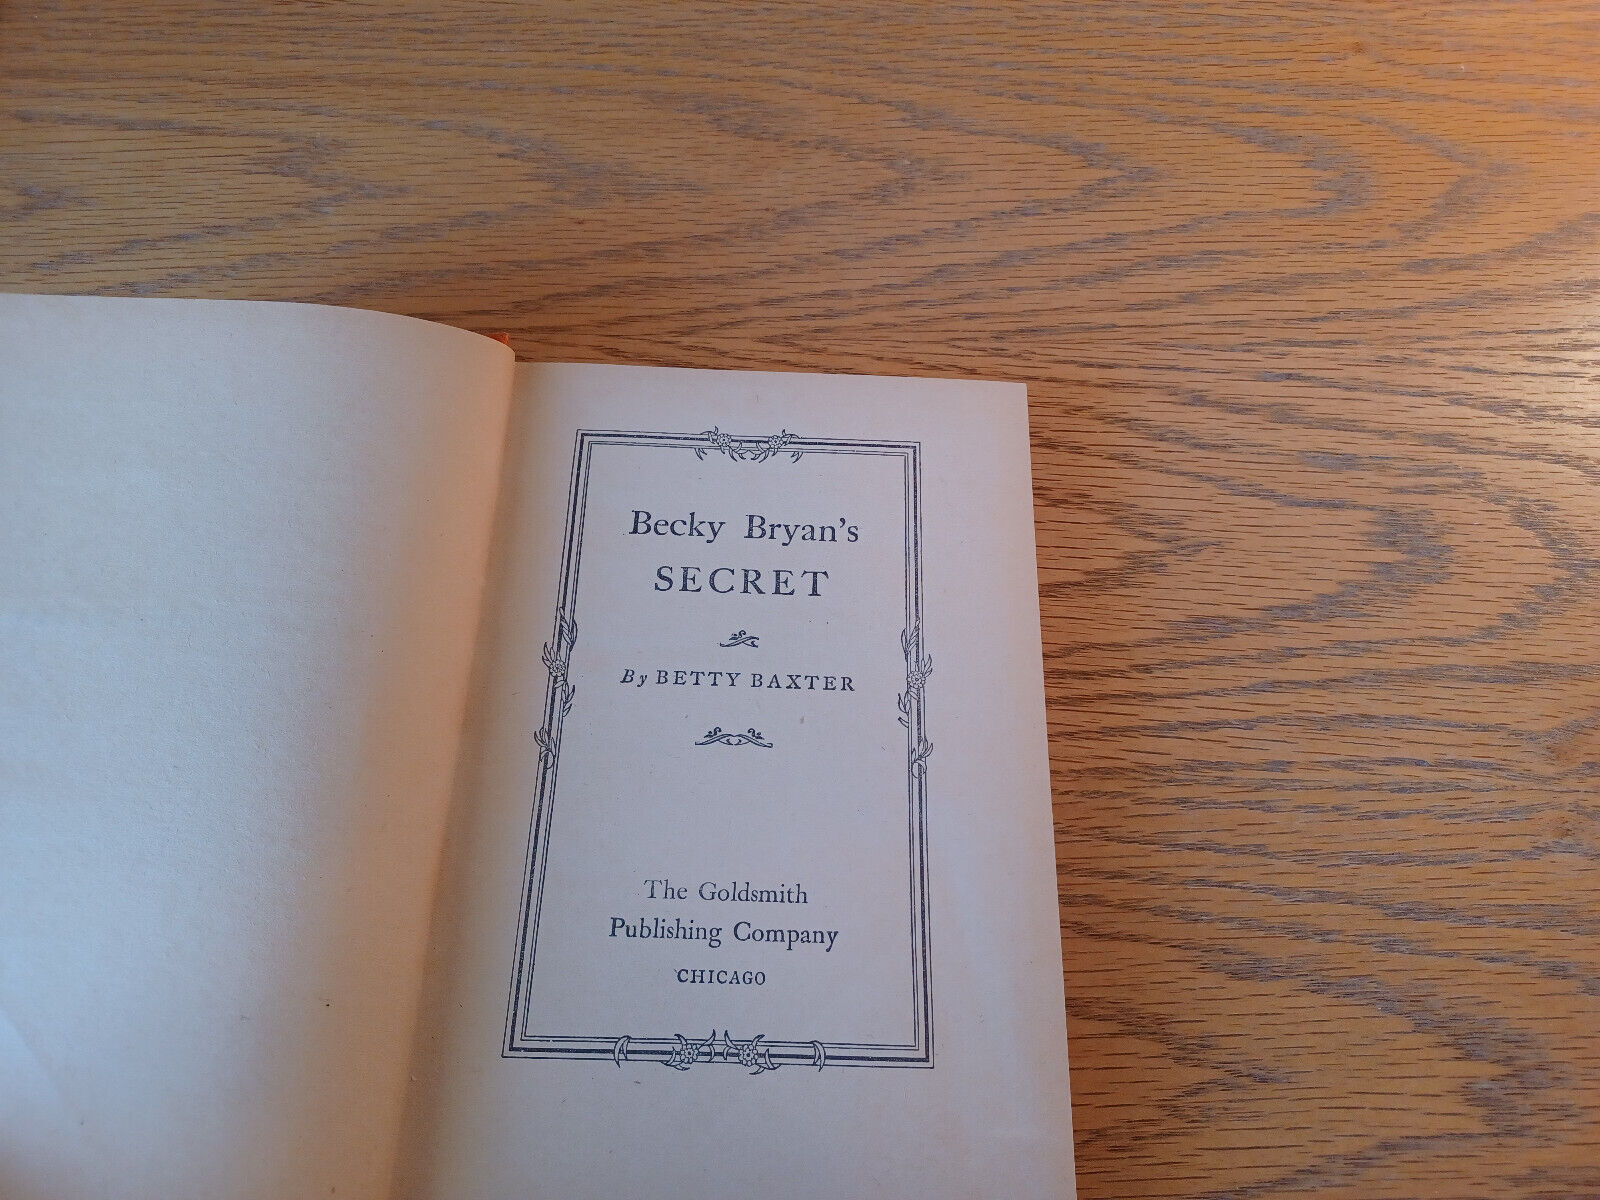 Becky Bryan's
SECRET
By BETTY BAXTER
The Goldsmith
Publishing Company
CHICAGO